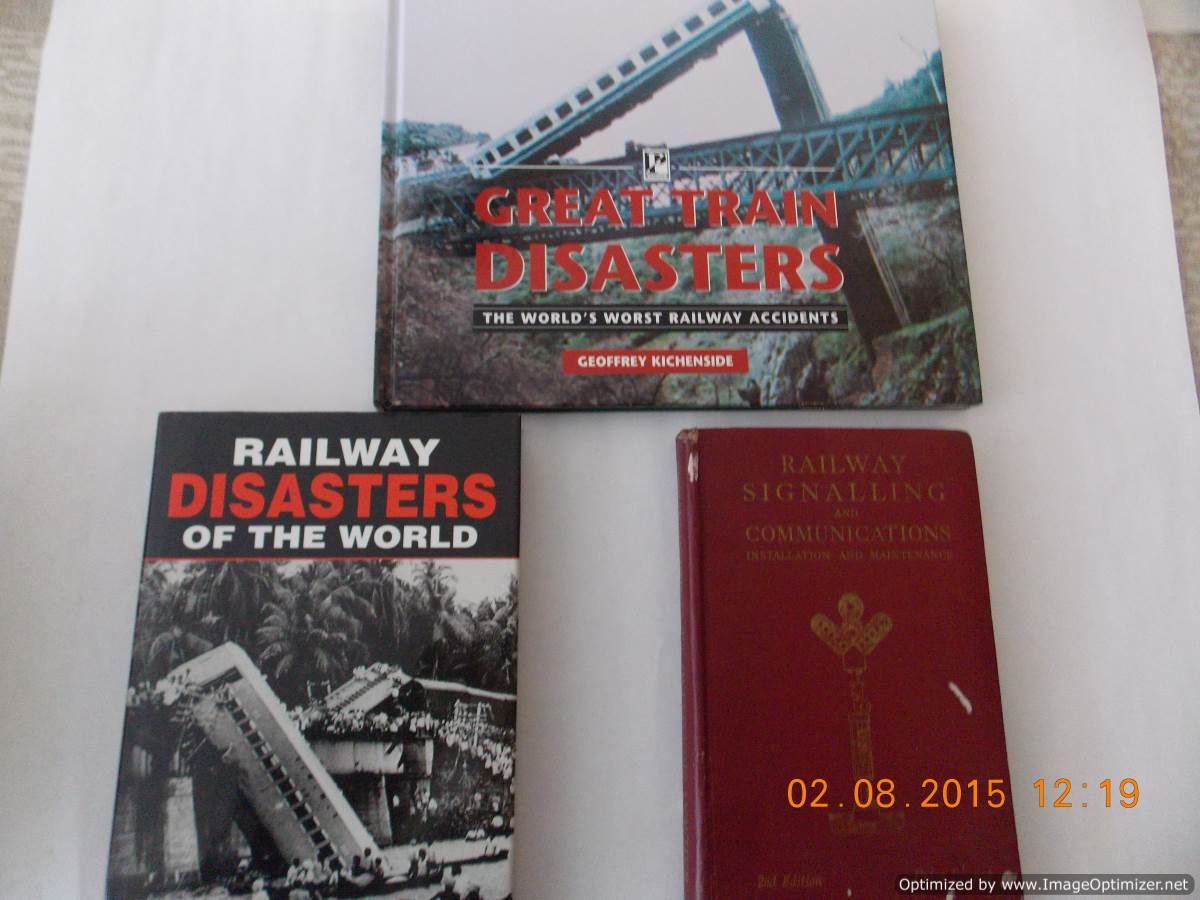 GREAT TRAIN
DISASTERS
THE WORLD'S WORST RAILWAY ACCIDENTS
GEOFFREY KICHENSIDE
RAILWAY
DISASTERS
OF THE WORLD
RAILWAY
SIGNALLING
AND
COMMUNICATIONS
INSTALLATION AND MAINTENANCE
2nd Edition
02.08.2015 12:19
Optimized by www.ImageOptimizer.net